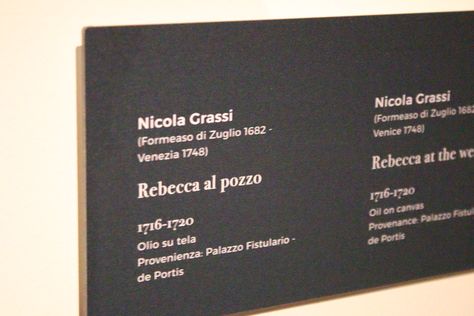 Nicola Grassi
(Formeaso di Zuglio 1682 -
Venezia 1748)
Rebecca al pozzo
1716-1720
Olio su tela
Provenienza: Palazzo Fistulario -
de Portis
Nicola Grassi
(Formeaso di Zuglio 1682 -
Venice 1748)
Rebecca at the
1716-1720
Oil on canvas
Provenance: Palazzo
de Portis